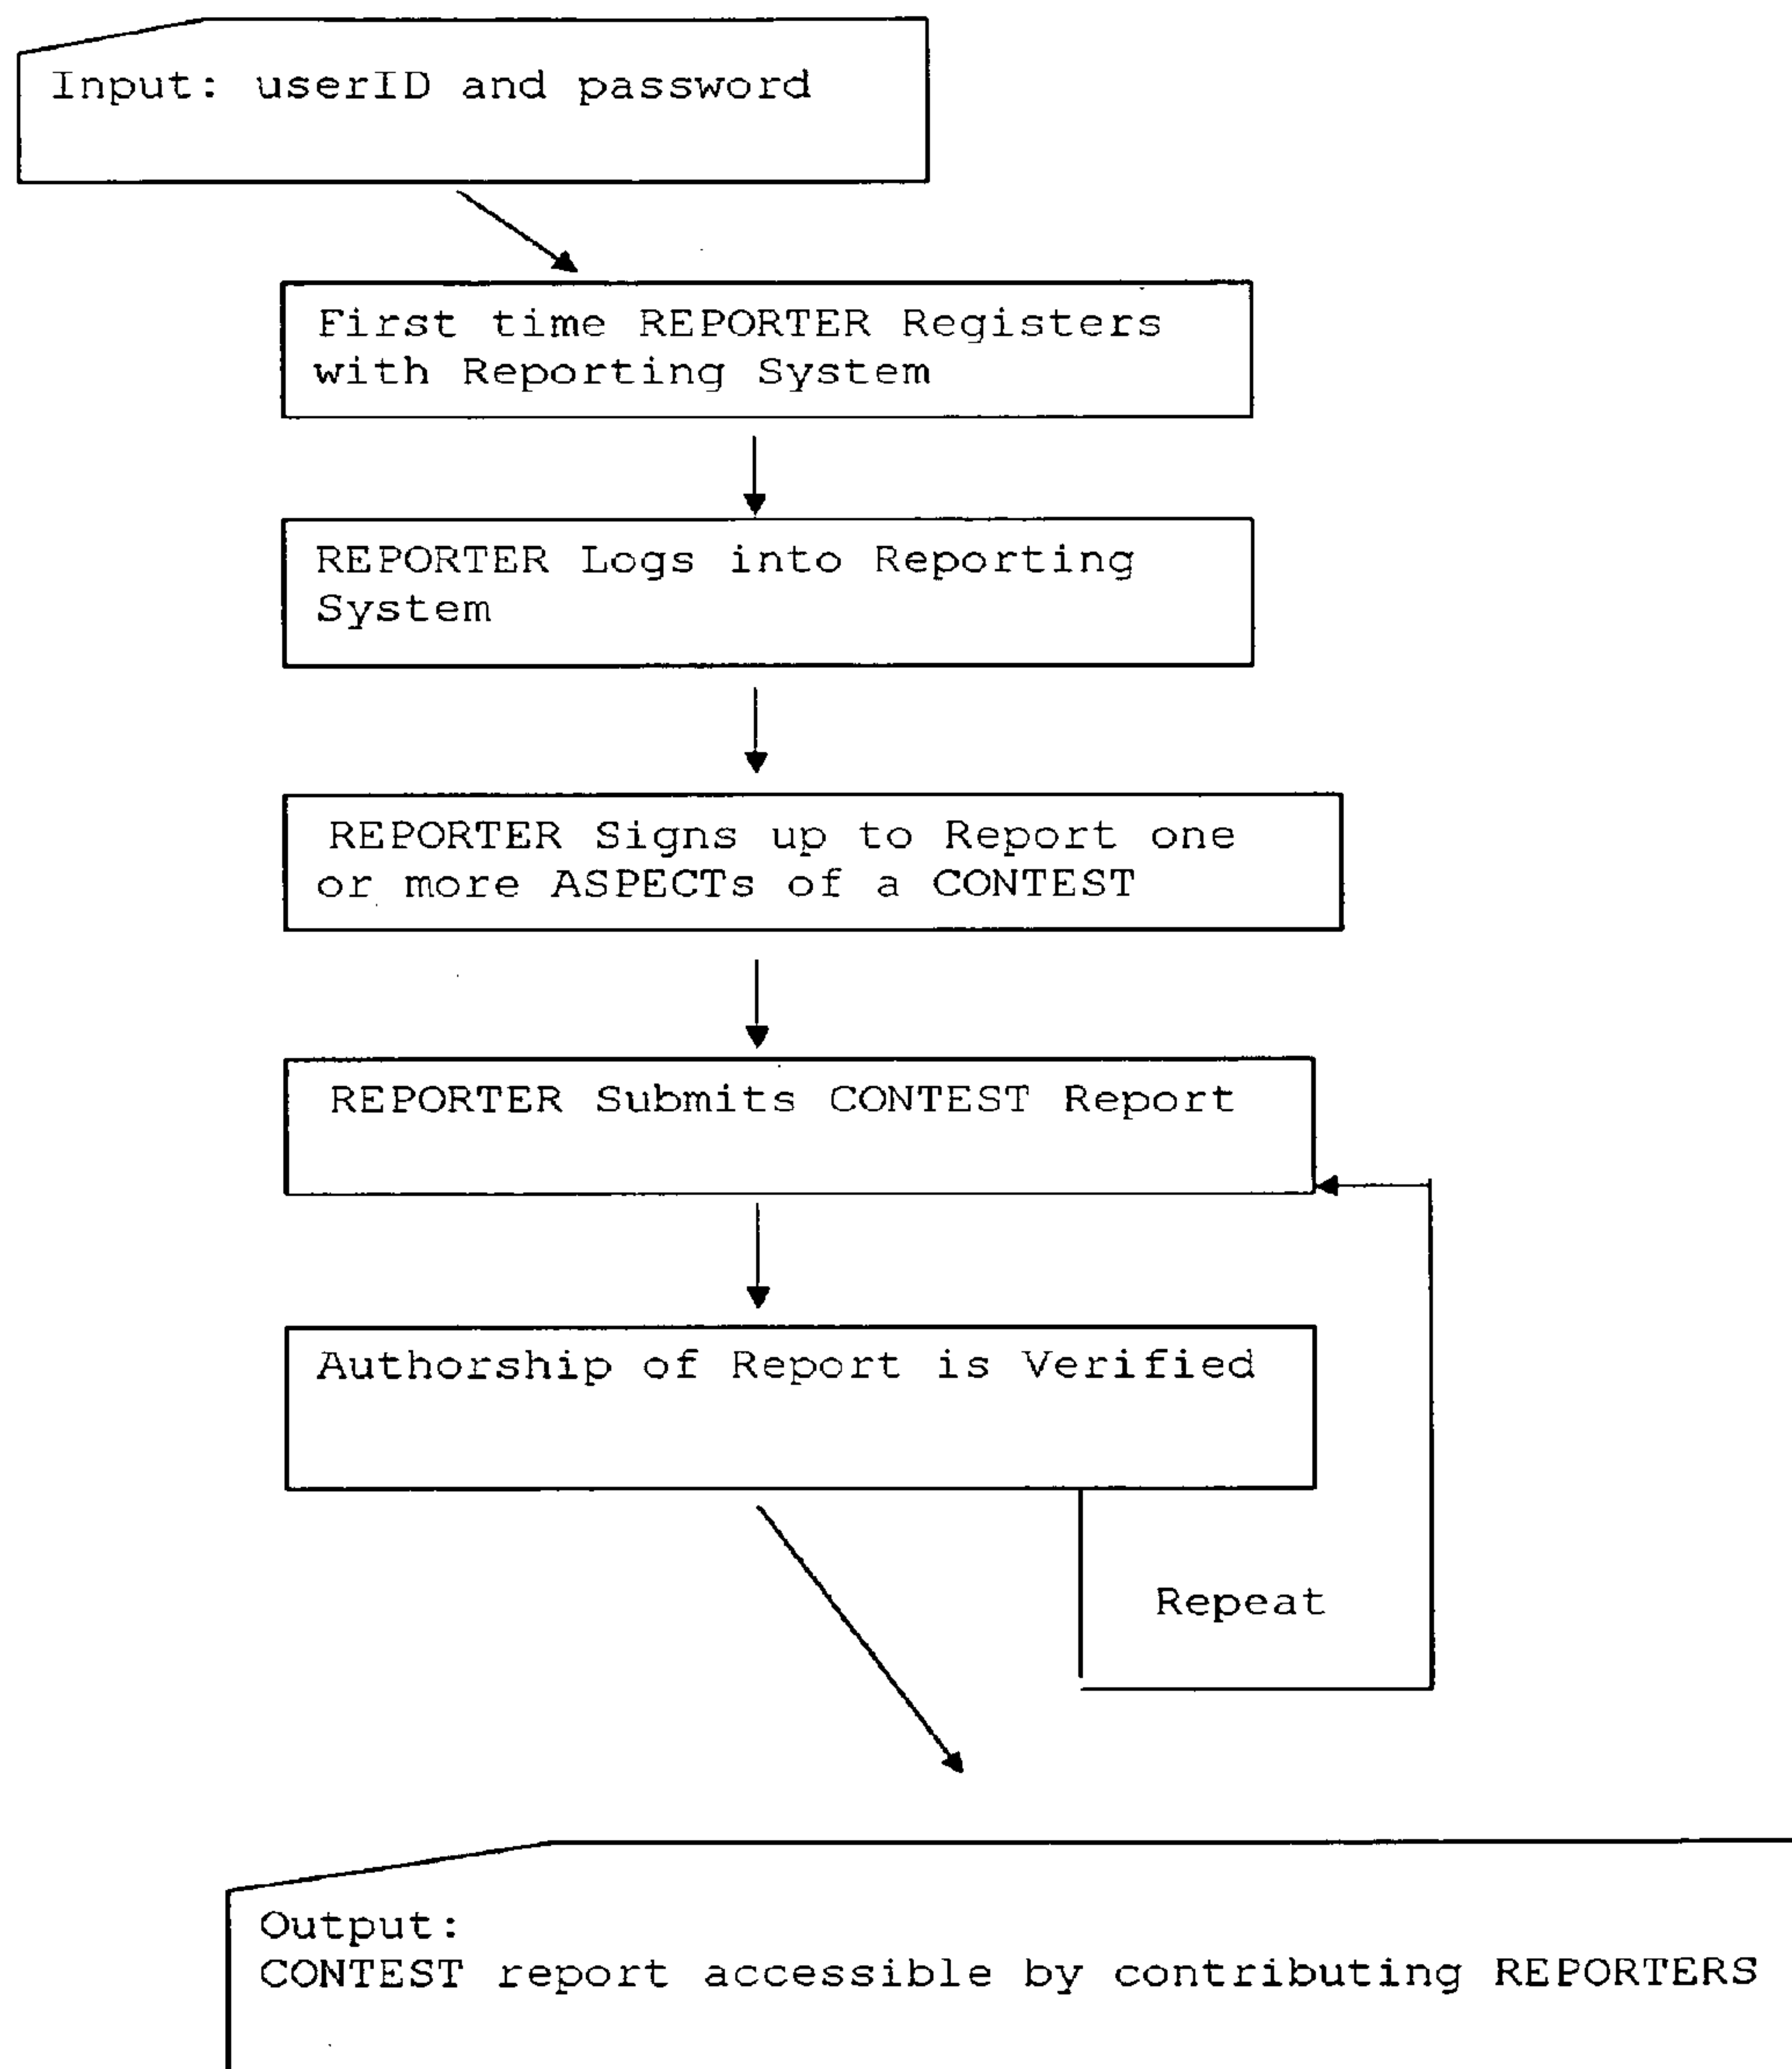 Input: userID and password
First time REPORTER Registers
with Reporting System
REPORTER Logs into Reporting
System
REPORTER Signs up to Report one
or more ASPECTs of a CONTEST
REPORTER Submits CONTEST Report
Authorship of Report is Verified
Repeat
Output:
CONTEST report accessible by contributing REPORTERS